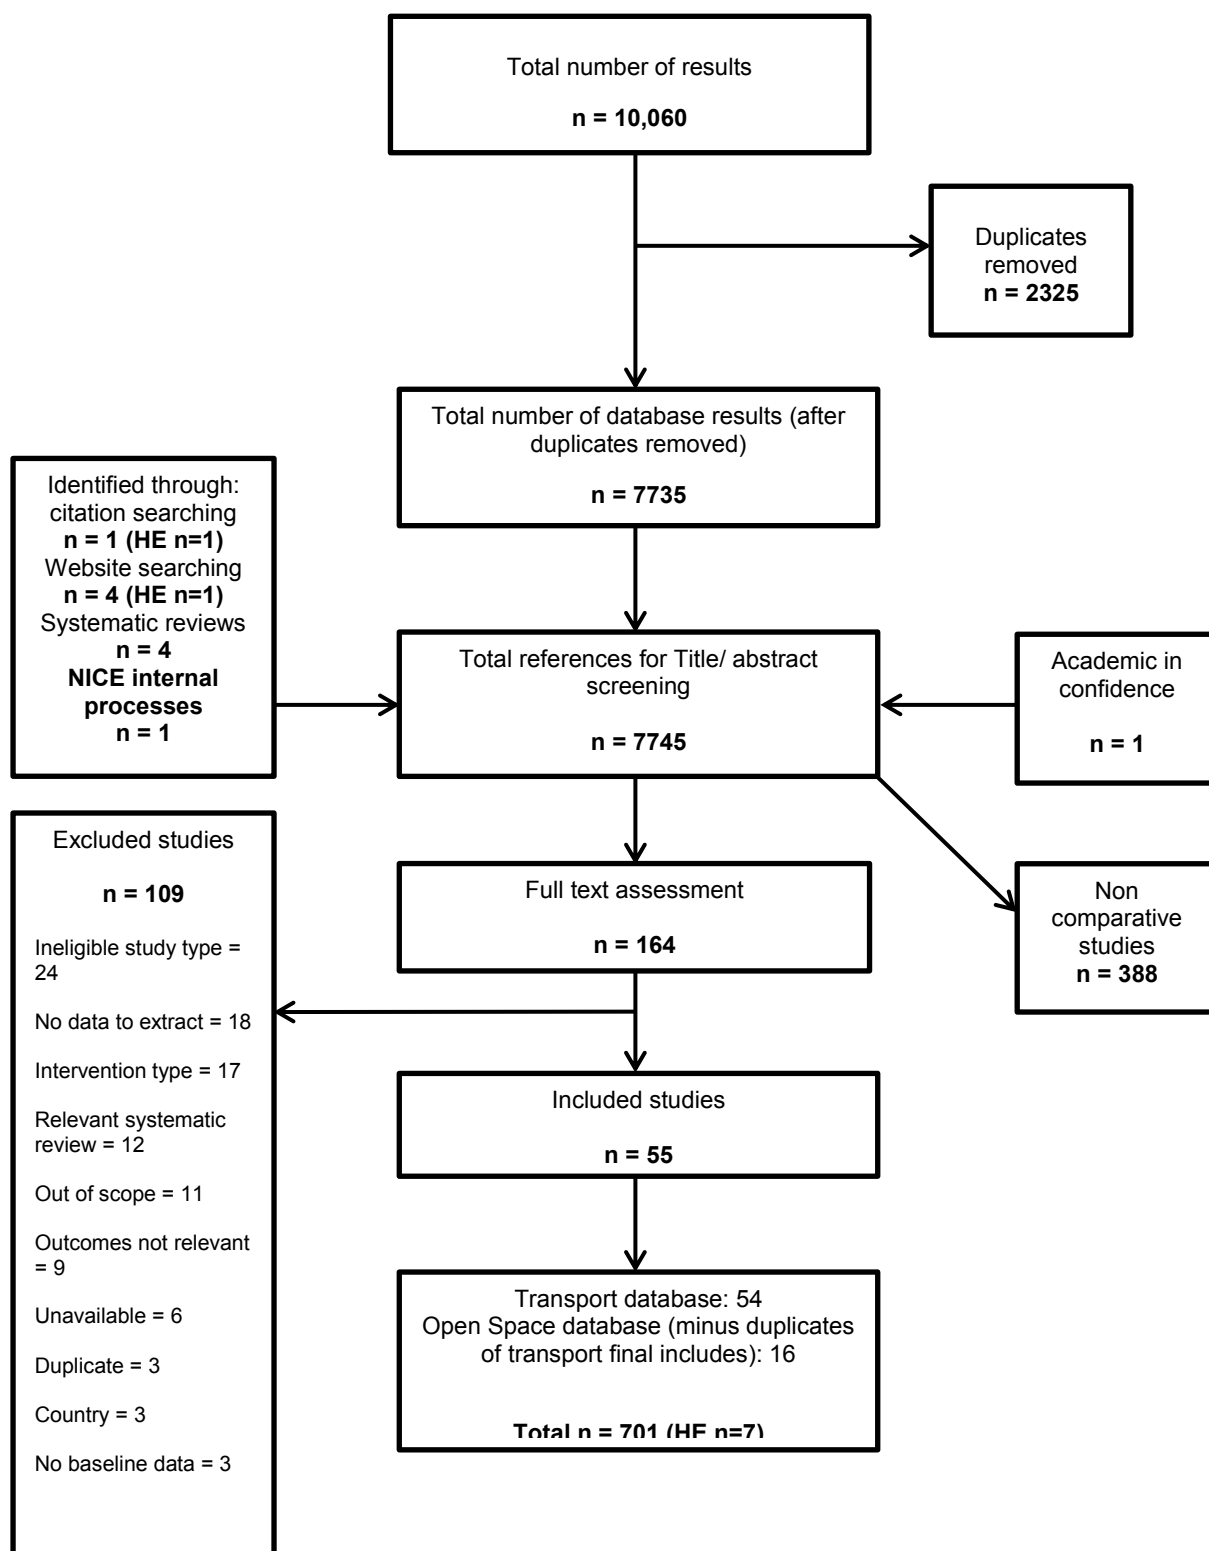 Total number of results
n = 10,060
Duplicates
removed
n = 2325
Total number of database results (after
duplicates removed)
n = 7735
Identified through:
citation searching
n = 1 (HE n=1)
Website searching
n = 4 (HE n=1)
Systematic reviews
n = 4
NICE internal
processes
n = 1
Total references for Title/ abstract
screening
n = 7745
Academic in
confidence
n = 1
Excluded studies
n = 109
Ineligible study type =
24
No data to extract = 18
Intervention type = 17
Relevant systematic
review = 12
Out of scope = 11
Outcomes not relevant
= 9
Unavailable = 6
Duplicate = 3
Country = 3
No baseline data = 3
Full text assessment
n = 164
Non
comparative
studies
n = 388
Included studies
n = 55
Transport database: 54
Open Space database (minus duplicates
of transport final includes): 16
Total n = 701 (HE n=7)